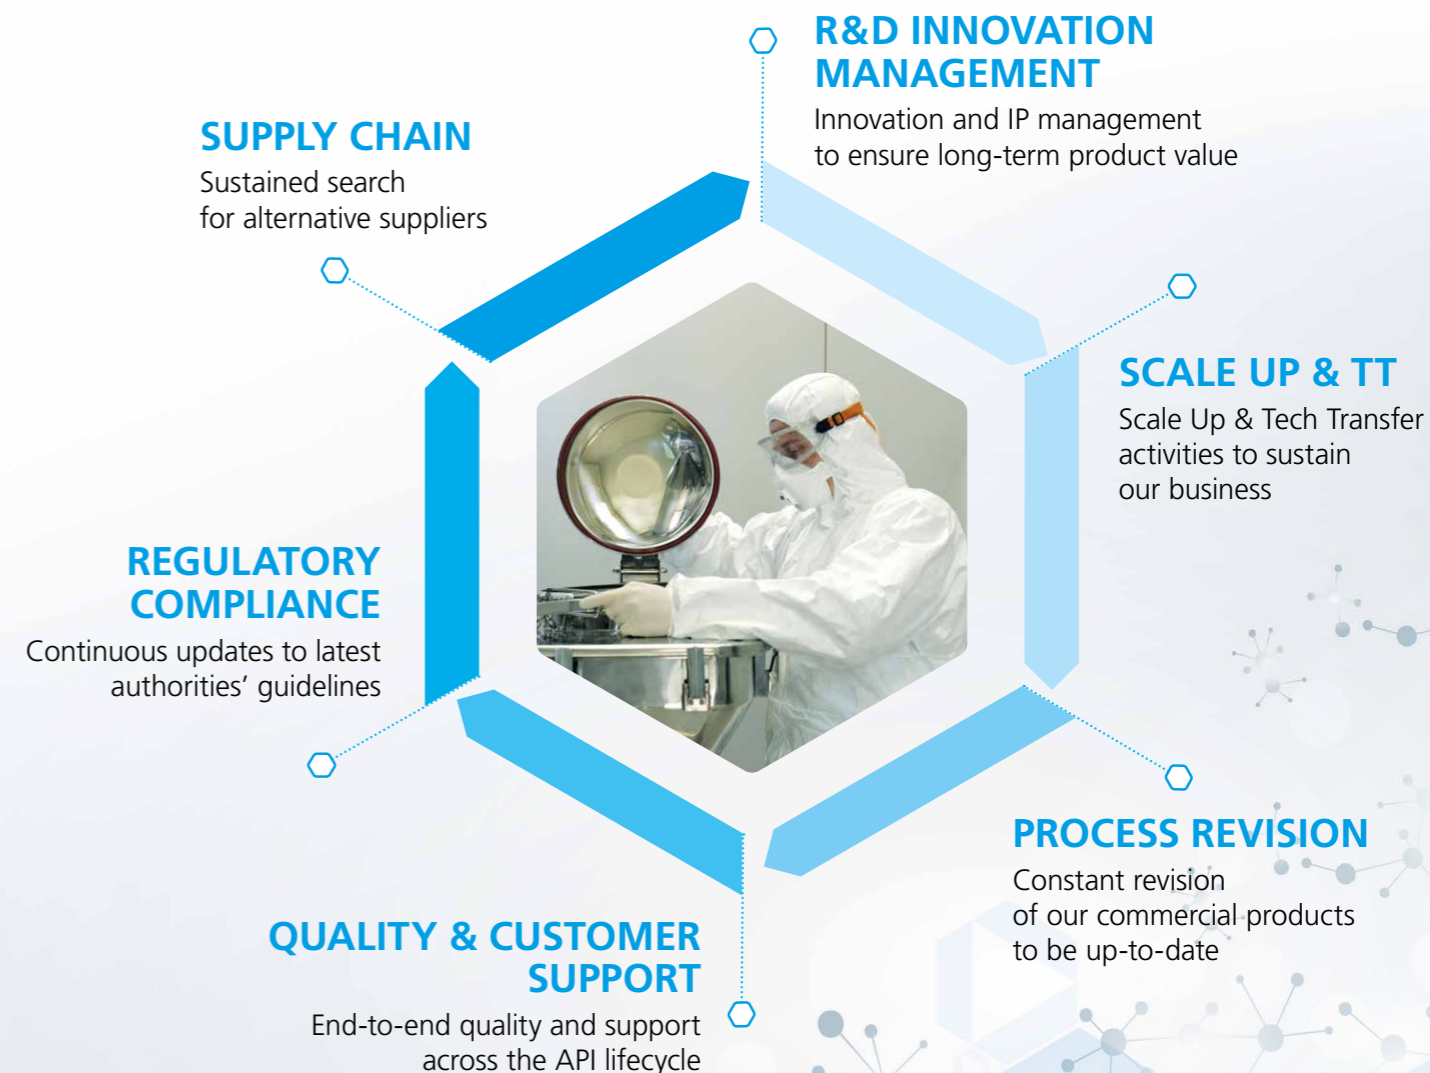 R&D INNOVATION
MANAGEMENT
Innovation and IP management
to ensure long-term product value
SCALE UP & TT
Scale Up & Tech Transfer
activities to sustain
our business
PROCESS REVISION
Constant revision
of our commercial products
to be up-to-date
QUALITY & CUSTOMER
SUPPORT
End-to-end quality and support
across the API lifecycle
REGULATORY
COMPLIANCE
Continuous updates to latest
authorities’ guidelines
SUPPLY CHAIN
Sustained search
for alternative suppliers